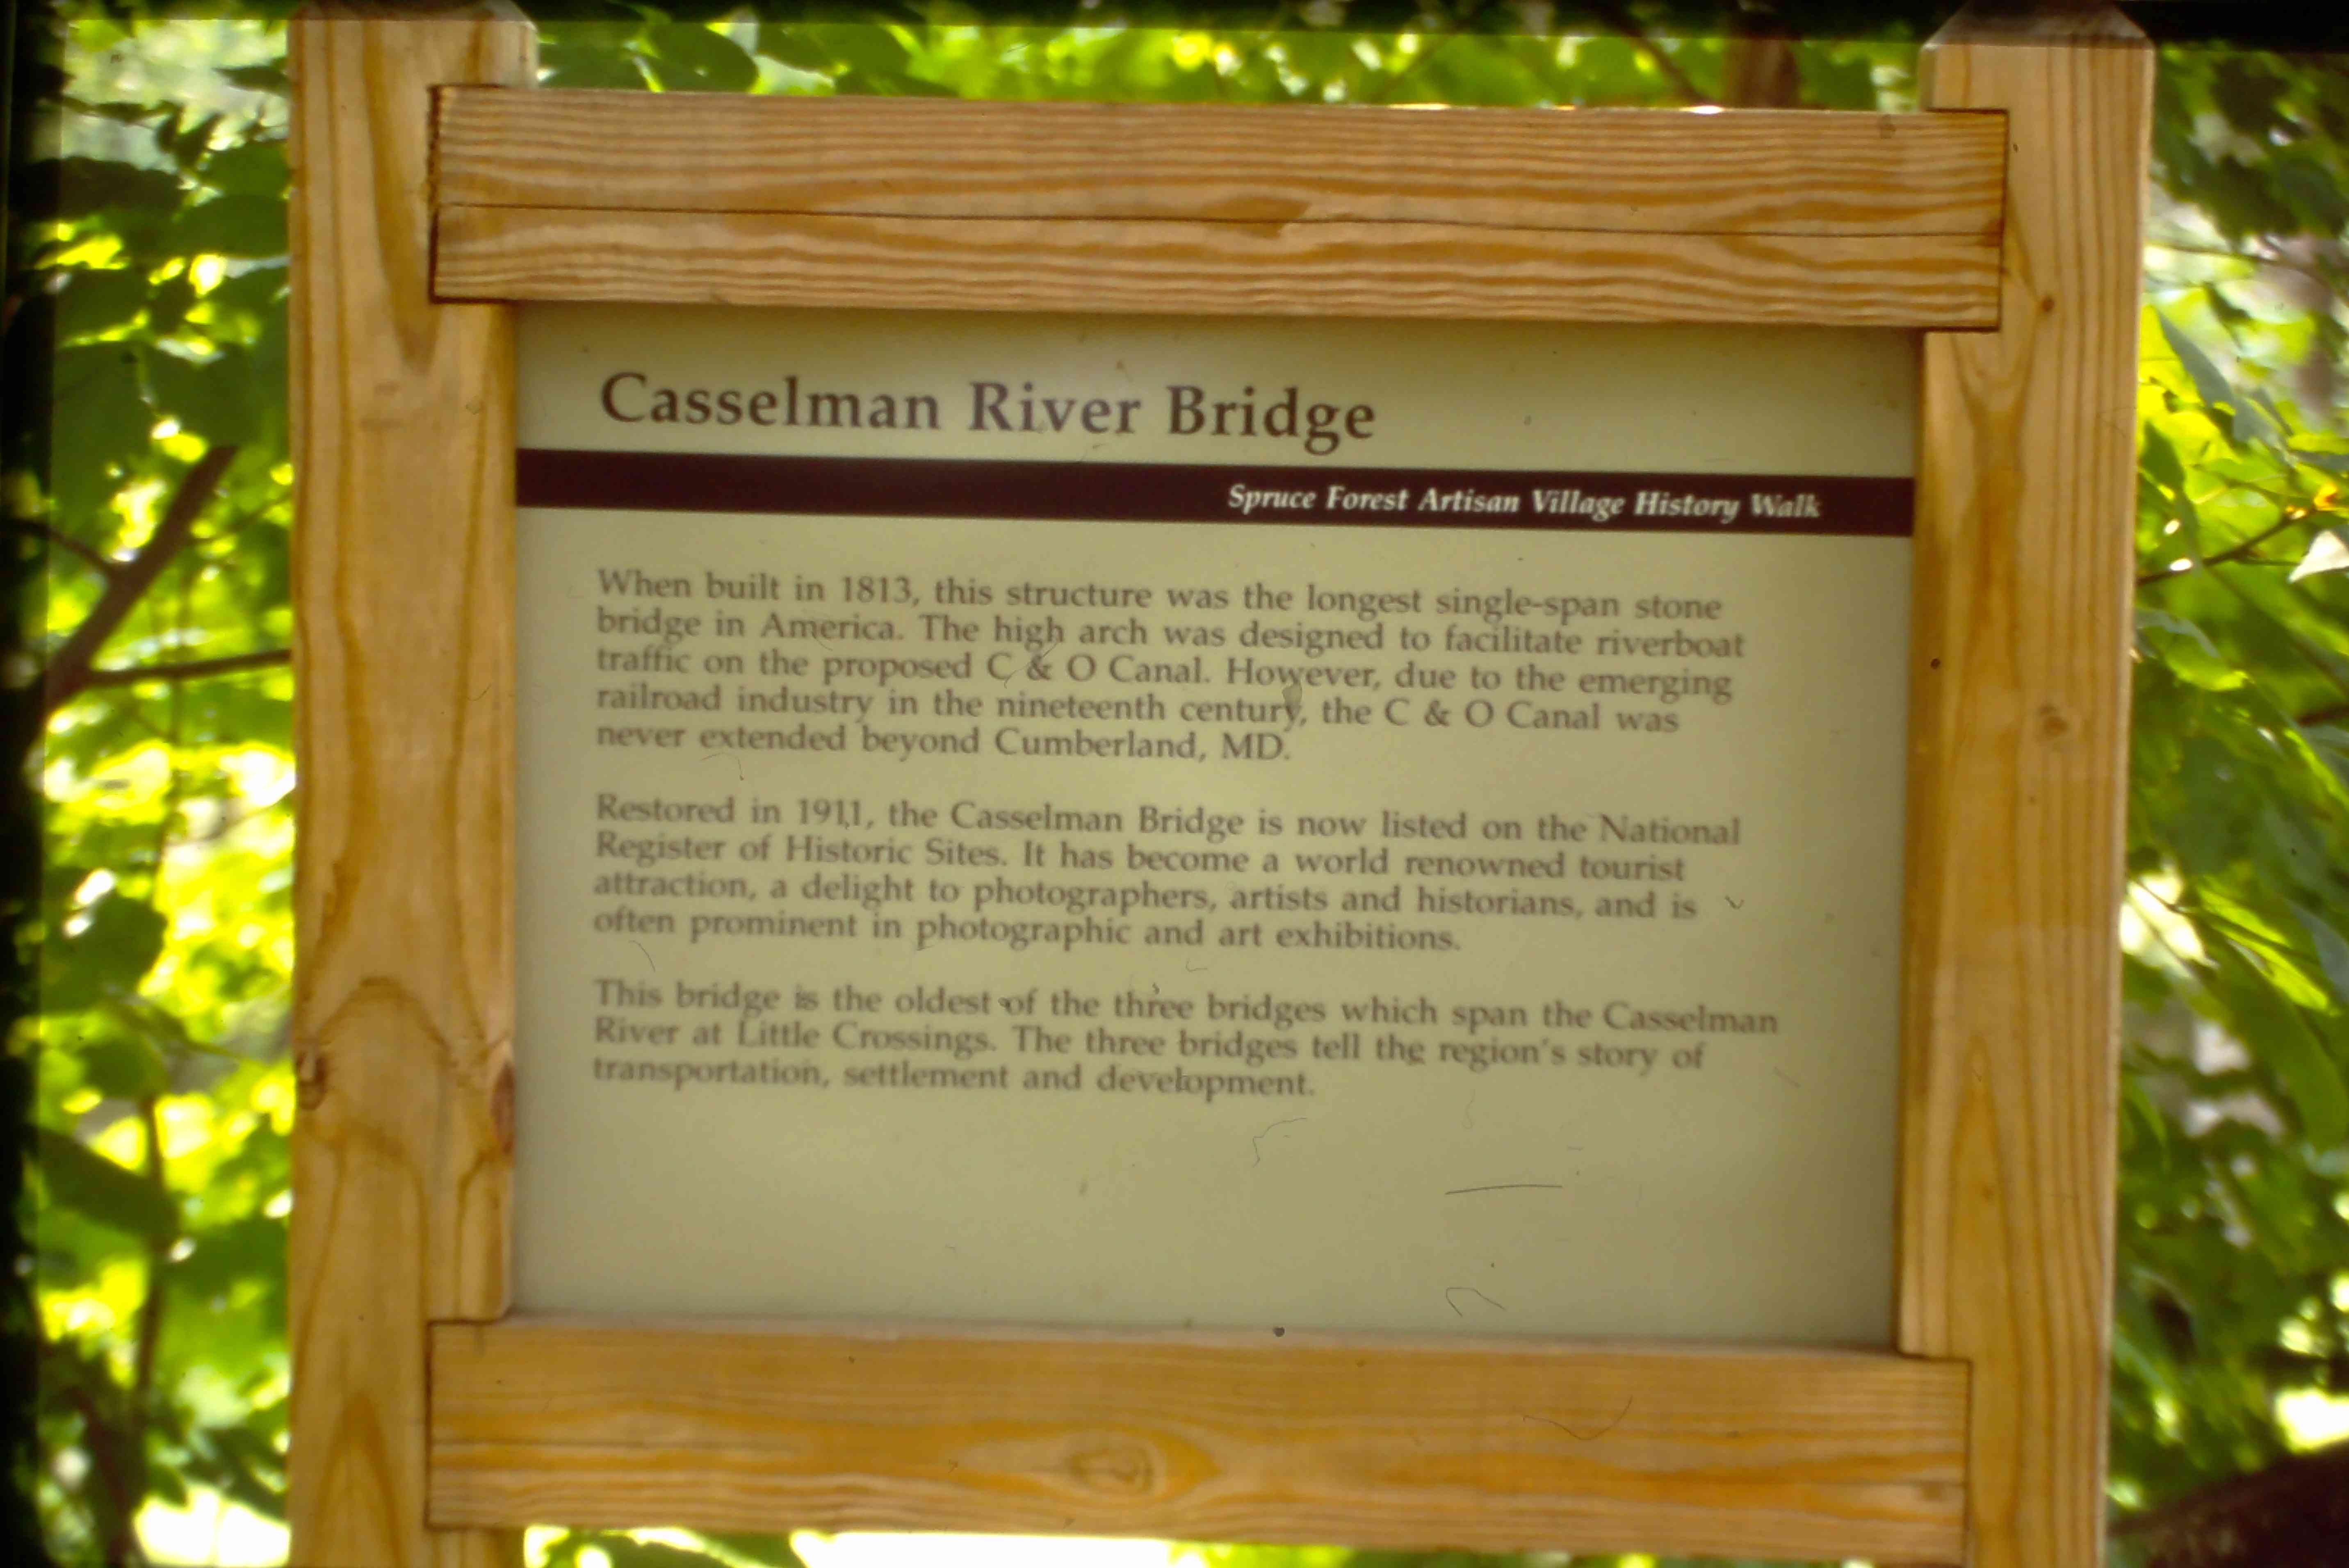 Casselman River Bridge
Spruce Forest Artisan Village History Walk
When built in 1813, this structure was the longest single-span stone
bridge in America. The high arch was designed to facilitate riverboat
traffic on the proposed C & O Canal. However, due to the emerging
railroad industry in the nineteenth century, the C & O Canal was
never extended beyond Cumberland, MD.
Restored in 1911, the Casselman Bridge is now listed on the National
Register of Historic Sites. It has become a world renowned tourist
attraction, a delight to photographers, artists and historians, and is
often prominent in photographic and art exhibitions.
This bridge is the oldest of the three bridges which span the Casselman
River at Little Crossings. The three bridges tell the region's story of
transportation, settlement and development.